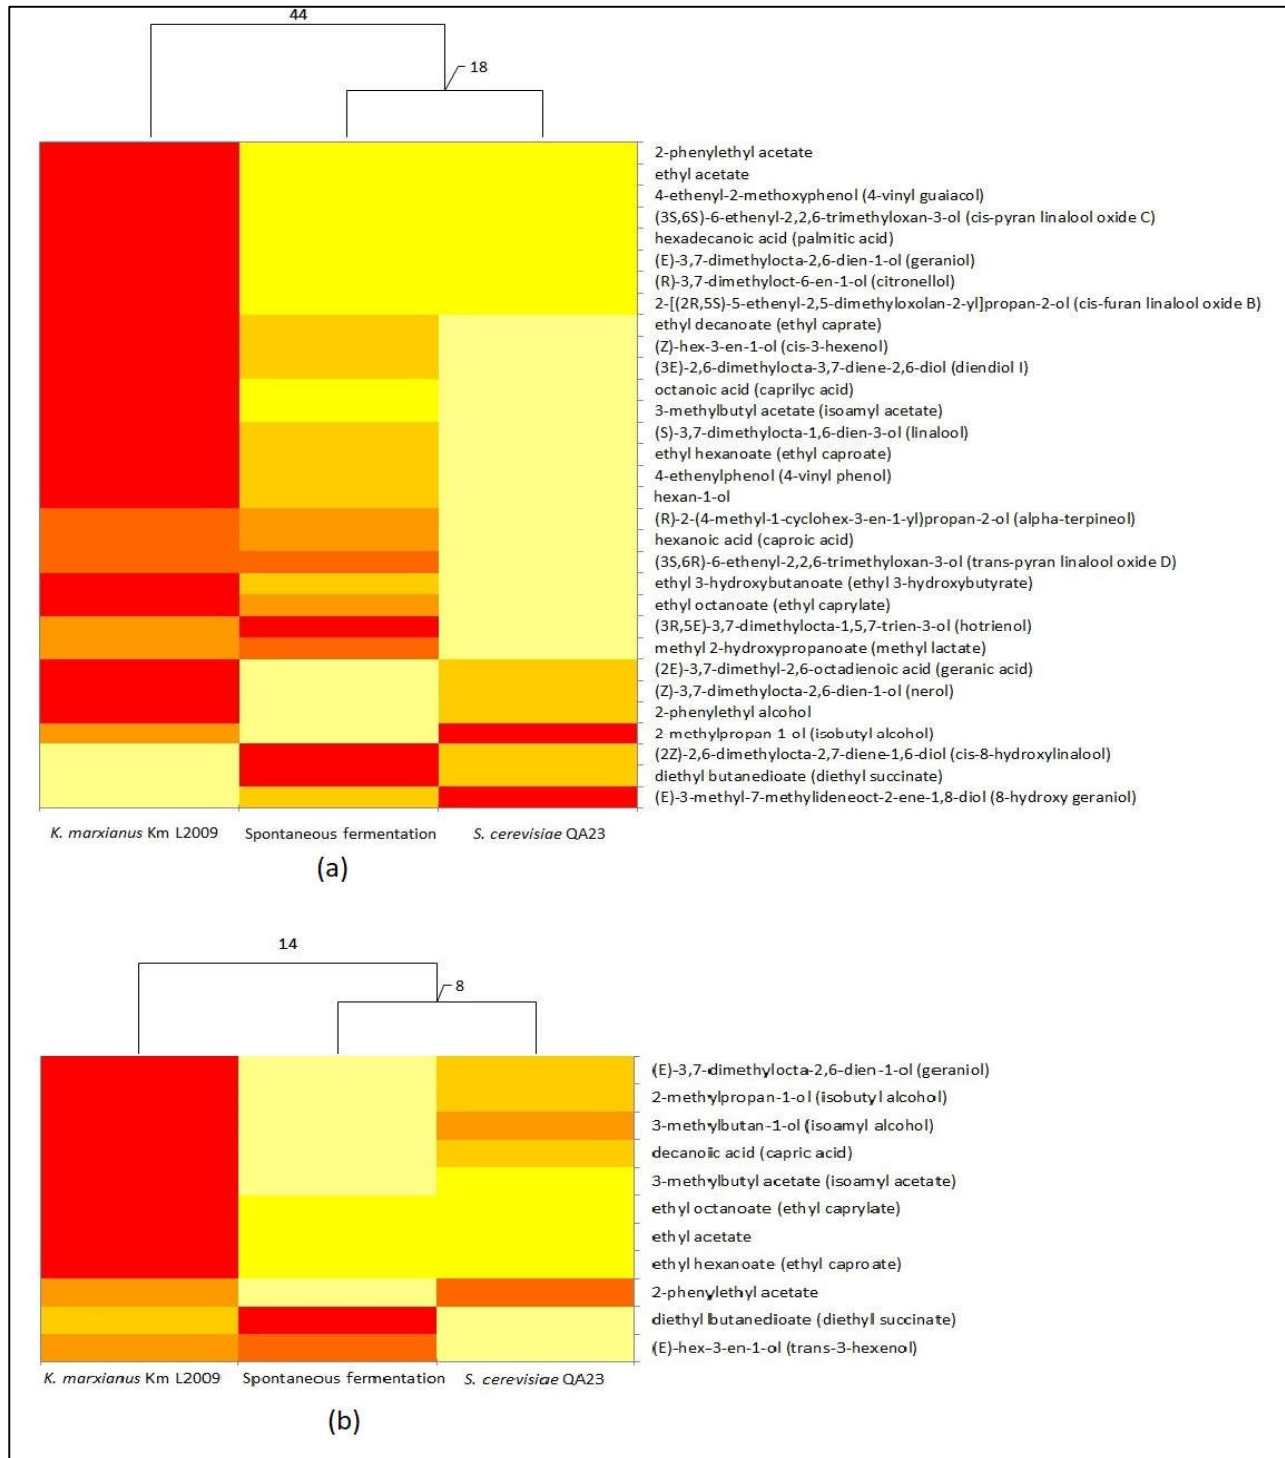 44
18
2-phenylethyl acetate
ethyl acetate
4-ethenyl-2-methoxyphenol (4-vinyl guaiacol)
(3S,6S)-6-ethenyl-2,2,6-trimethyloxan-3-ol (cis-pyran linalool oxide C)
hexadecanoic acid (palmitic acid)
(E)-3,7-dimethylocta-2,6-dien-1-ol (geraniol)
(R)-3,7-dimethyloct-6-en-1-ol (citronellol)
2-[(2R,5S)-5-ethenyl-2,5-dimethyloxolan-2-yl]propan-2-ol (cis-furan linalool oxide B)
ethyl decanoate (ethyl caprate)
(Z)-hex-3-en-1-ol (cis-3-hexenol)
(3E)-2,6-dimethylocta-3,7-diene-2,6-diol (diendiol I)
octanoic acid (caprilyc acid)
3-methylbutyl acetate (isoamyl acetate)
(S)-3,7-dimethylocta-1,6-dien-3-ol (linalool)
ethyl hexanoate (ethyl caproate)
4-ethenylphenol (4-vinyl phenol)
hexan-1-ol
(R)-2-(4-methyl-1-cyclohex-3-en-1-yl)propan-2-ol (alpha-terpineol)
hexanoic acid (caproic acid)
(3S,6R)-6-ethenyl-2,2,6-trimethyloxan-3-ol (trans-pyran linalool oxide D)
ethyl 3-hydroxybutanoate (ethyl 3-hydroxybutyrate)
ethyl octanoate (ethyl caprylate)
(3R,5E)-3,7-dimethylocta-1,5,7-trien-3-ol (hotrienol)
methyl 2-hydroxypropanoate (methyl lactate)
(2E)-3,7-dimethyl-2,6-octadienoic acid (geranic acid)
(Z)-3,7-dimethylocta-2,6-dien-1-ol (nerol)
2-phenylethyl alcohol
2 methylpropan 1 ol (isobutyl alcohol)
(2Z)-2,6-dimethylocta-2,7-diene-1,6-diol (cis-8-hydroxylinalool)
diethyl butanedioate (diethyl succinate)
(E)-3-methyl-7-methylideneoct-2-ene-1,8-diol (8-hydroxy geraniol)
K. marxianus Km L2009 Spontaneous fermentation S. cerevisiae QA23
(a)
14
8
(E)-3,7-dimethylocta-2,6-dien-1-ol (geraniol)
2-methylpropan-1-ol (isobutyl alcohol)
3-methylbutan-1-ol (isoamyl alcohol)
decanoic acid (capric acid)
3-methylbutyl acetate (isoamyl acetate)
ethyl octanoate (ethyl caprylate)
ethyl acetate
ethyl hexanoate (ethyl caproate)
2-phenylethyl acetate
diethyl butanedioate (diethyl succinate)
(E)-hex-3-en-1-ol (trans-3-hexenol)
K. marxianus Km L2009 Spontaneous fermentation S. cerevisiae QA23
(b)